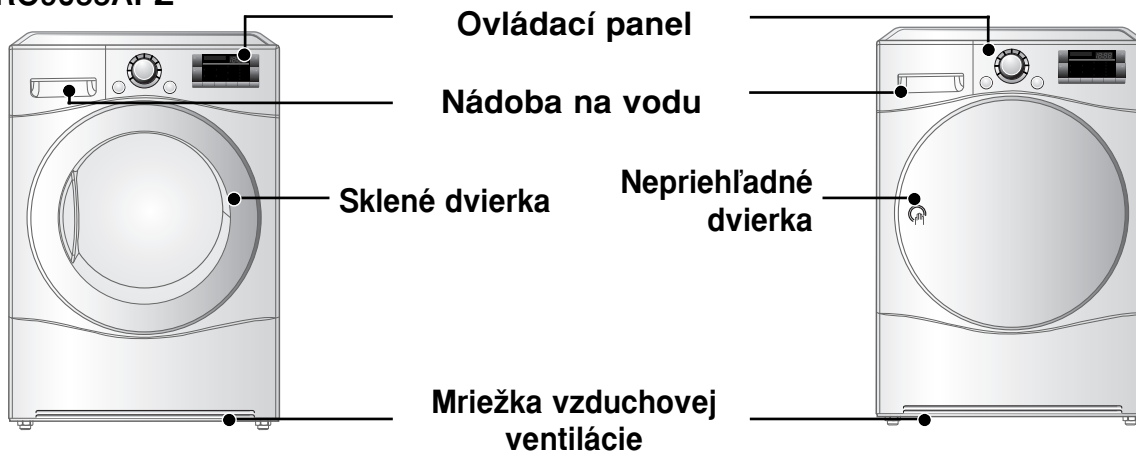 Ovládací panel
Nádoba na vodu
Sklené dvierka
Nepriehľadné
dvierka
Mriežka vzduchovej
ventilácie